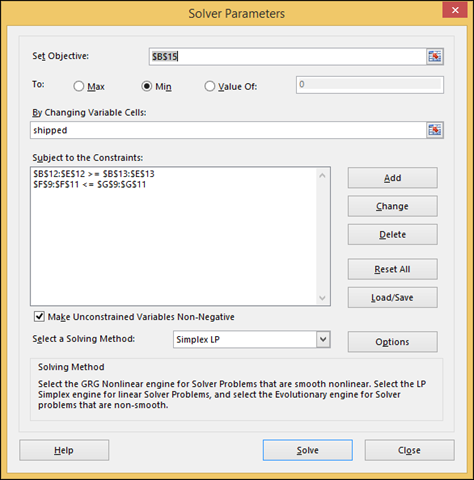 Solver Parameters
Set Objective:
$B$15
To:
Max
Min
Value Of:
0
By Changing Variable Cells:
shipped
Subject to the Constraints:
$B$12:$E$12 >= $B$13:$E$13
$F$9:$F$11 <= $G$9:$G$11
Add
Change
Delete
Reset All
Load/Save
Make Unconstrained Variables Non-Negative
Select a Solving Method:
Simplex LP
Options
Solving Method
Select the GRG Nonlinear engine for Solver Problems that are smooth nonlinear. Select the LP
Simplex engine for linear Solver Problems, and select the Evolutionary engine for Solver
problems that are non-smooth.
Help
Solve
Close